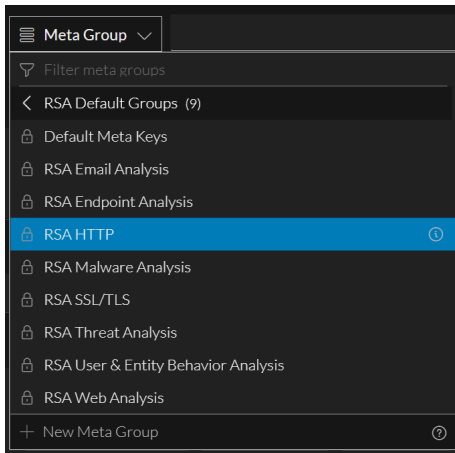 Meta Group
Filter meta groups
RSA Default Groups (9)
Default Meta Keys
RSA Email Analysis
RSA Endpoint Analysis
RSA HTTP
RSA Malware Analysis
RSA SSL/TLS
RSA Threat Analysis
RSA User & Entity Behavior Analysis
RSA Web Analysis
New Meta Group